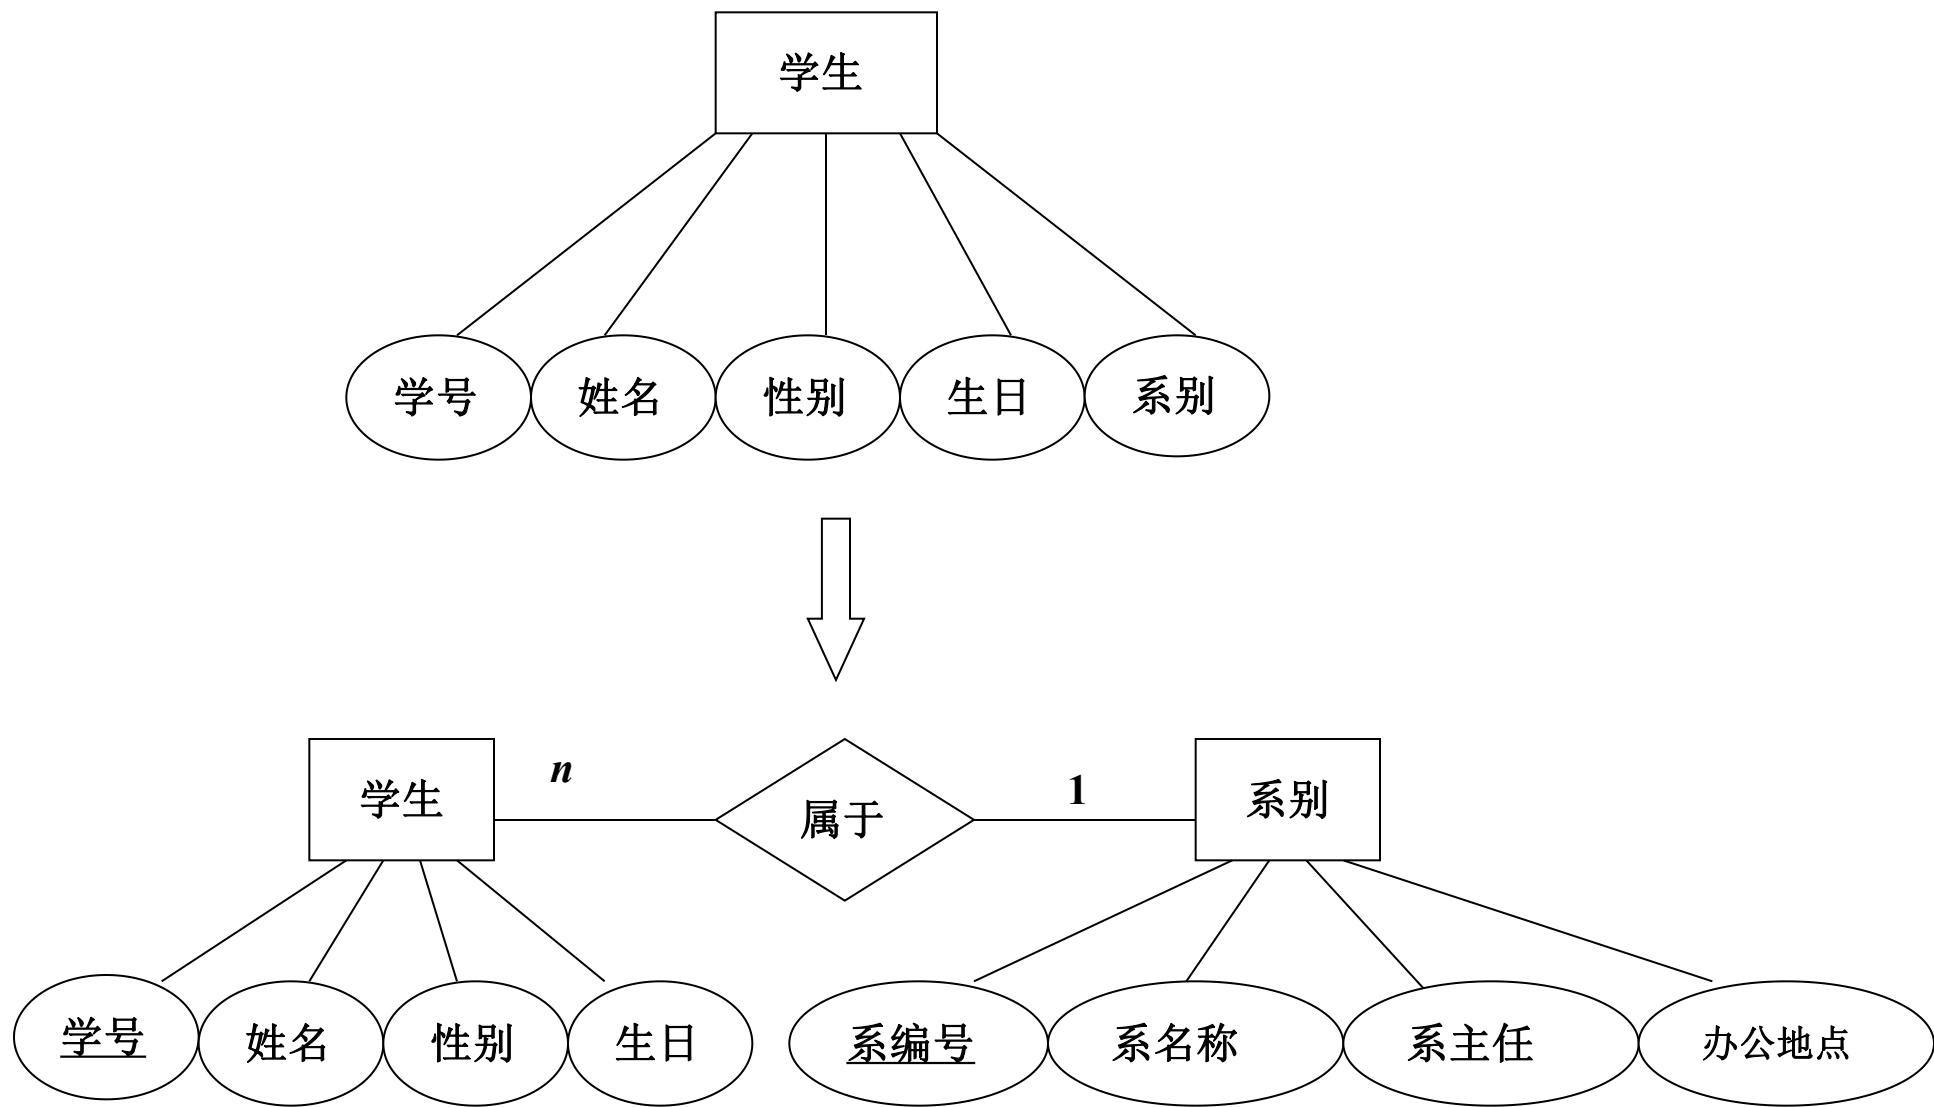 学生
学号 姓名 性别 生日 系别
n 1
学生 属于 系别
学号 姓名 性别 生日 系编号 系名称 系主任 办公地点